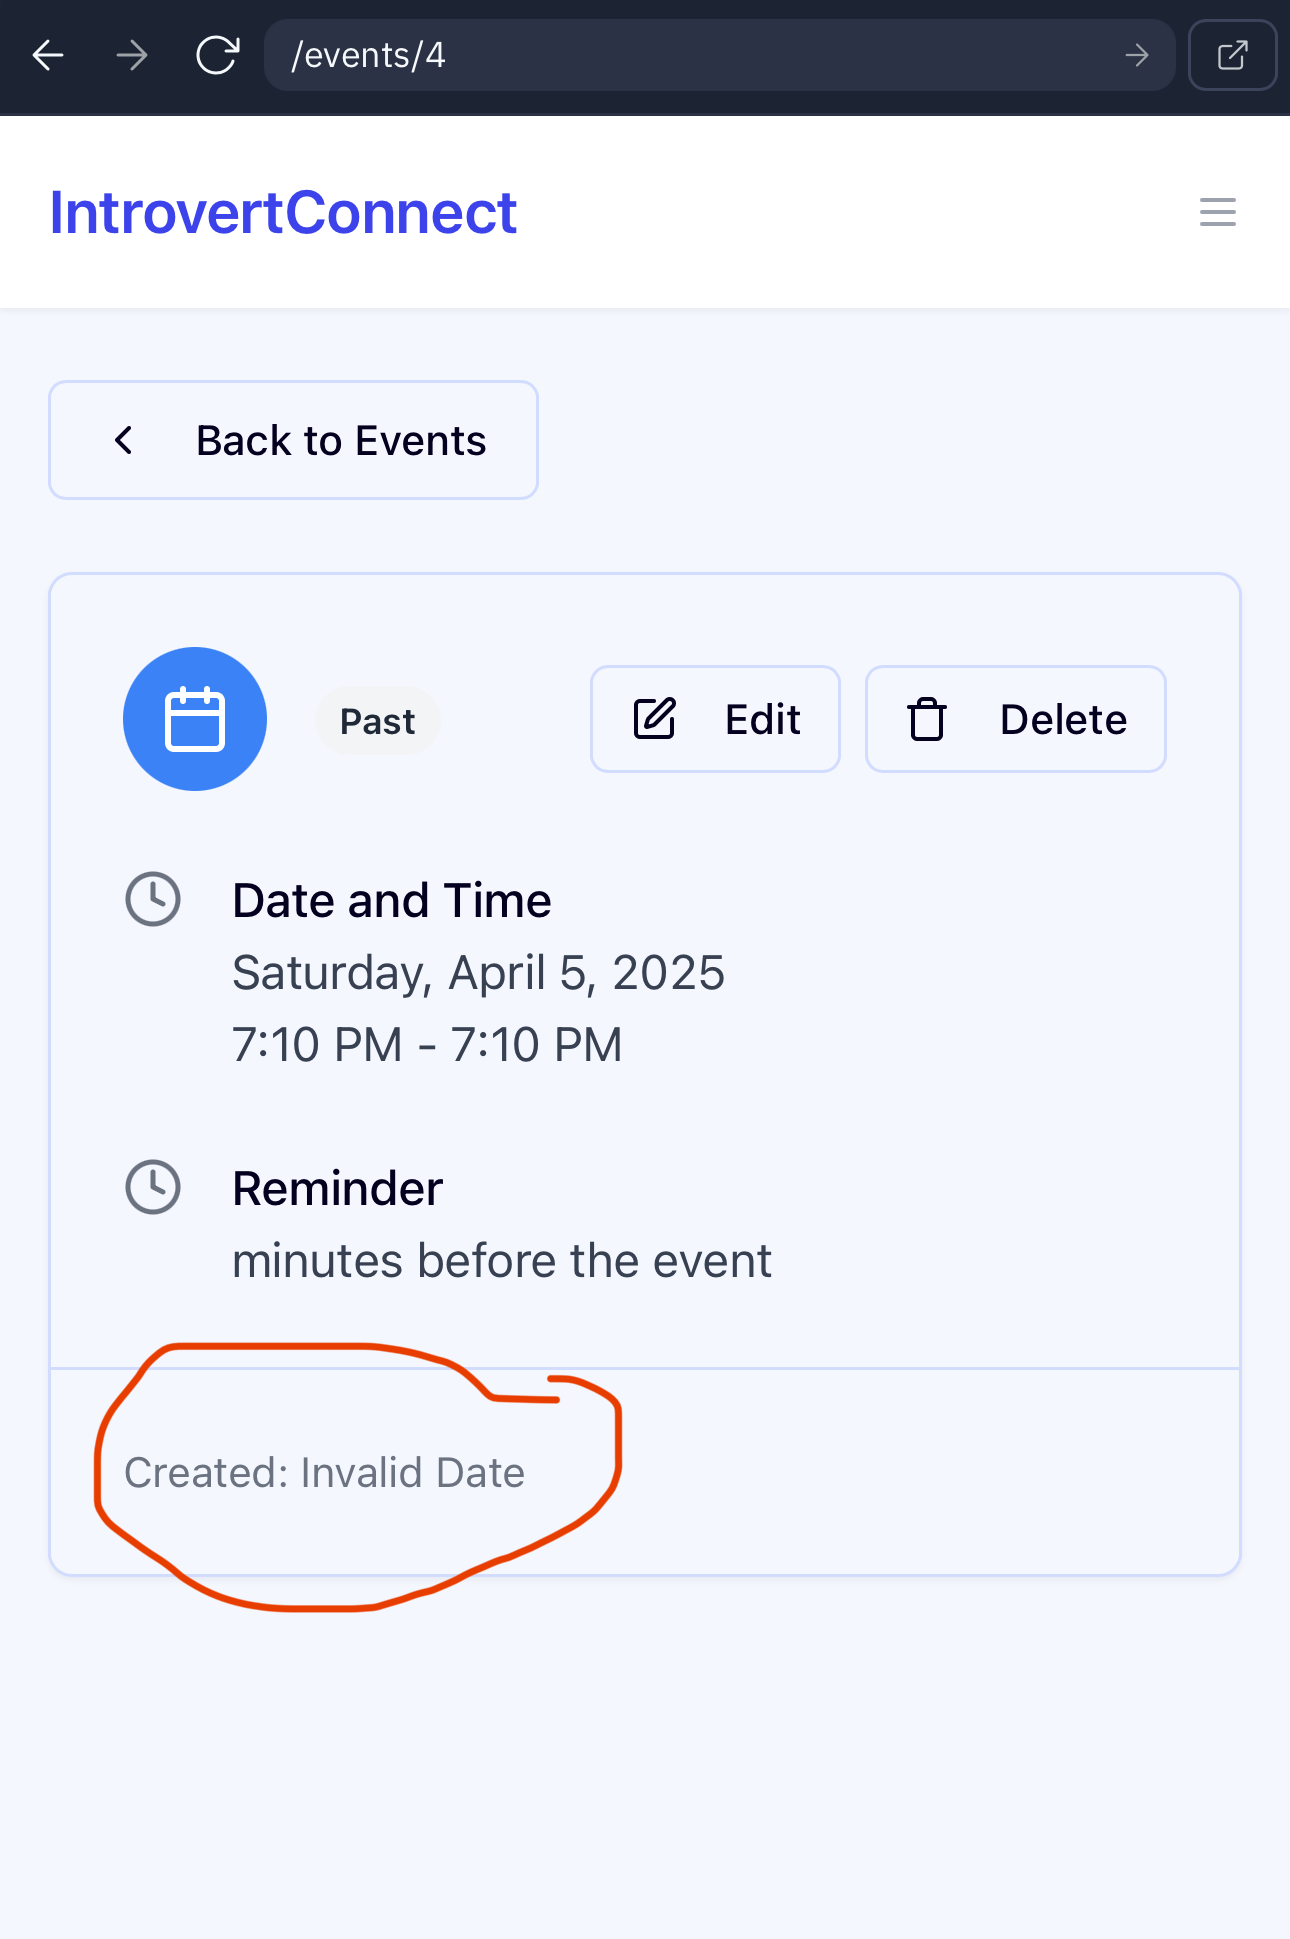 /events/4
IntrovertConnect
Back to Events
Past
Edit
Delete
Date and Time
Saturday, April 5, 2025
7:10 PM - 7:10 PM
Reminder
minutes before the event
Created: Invalid Date